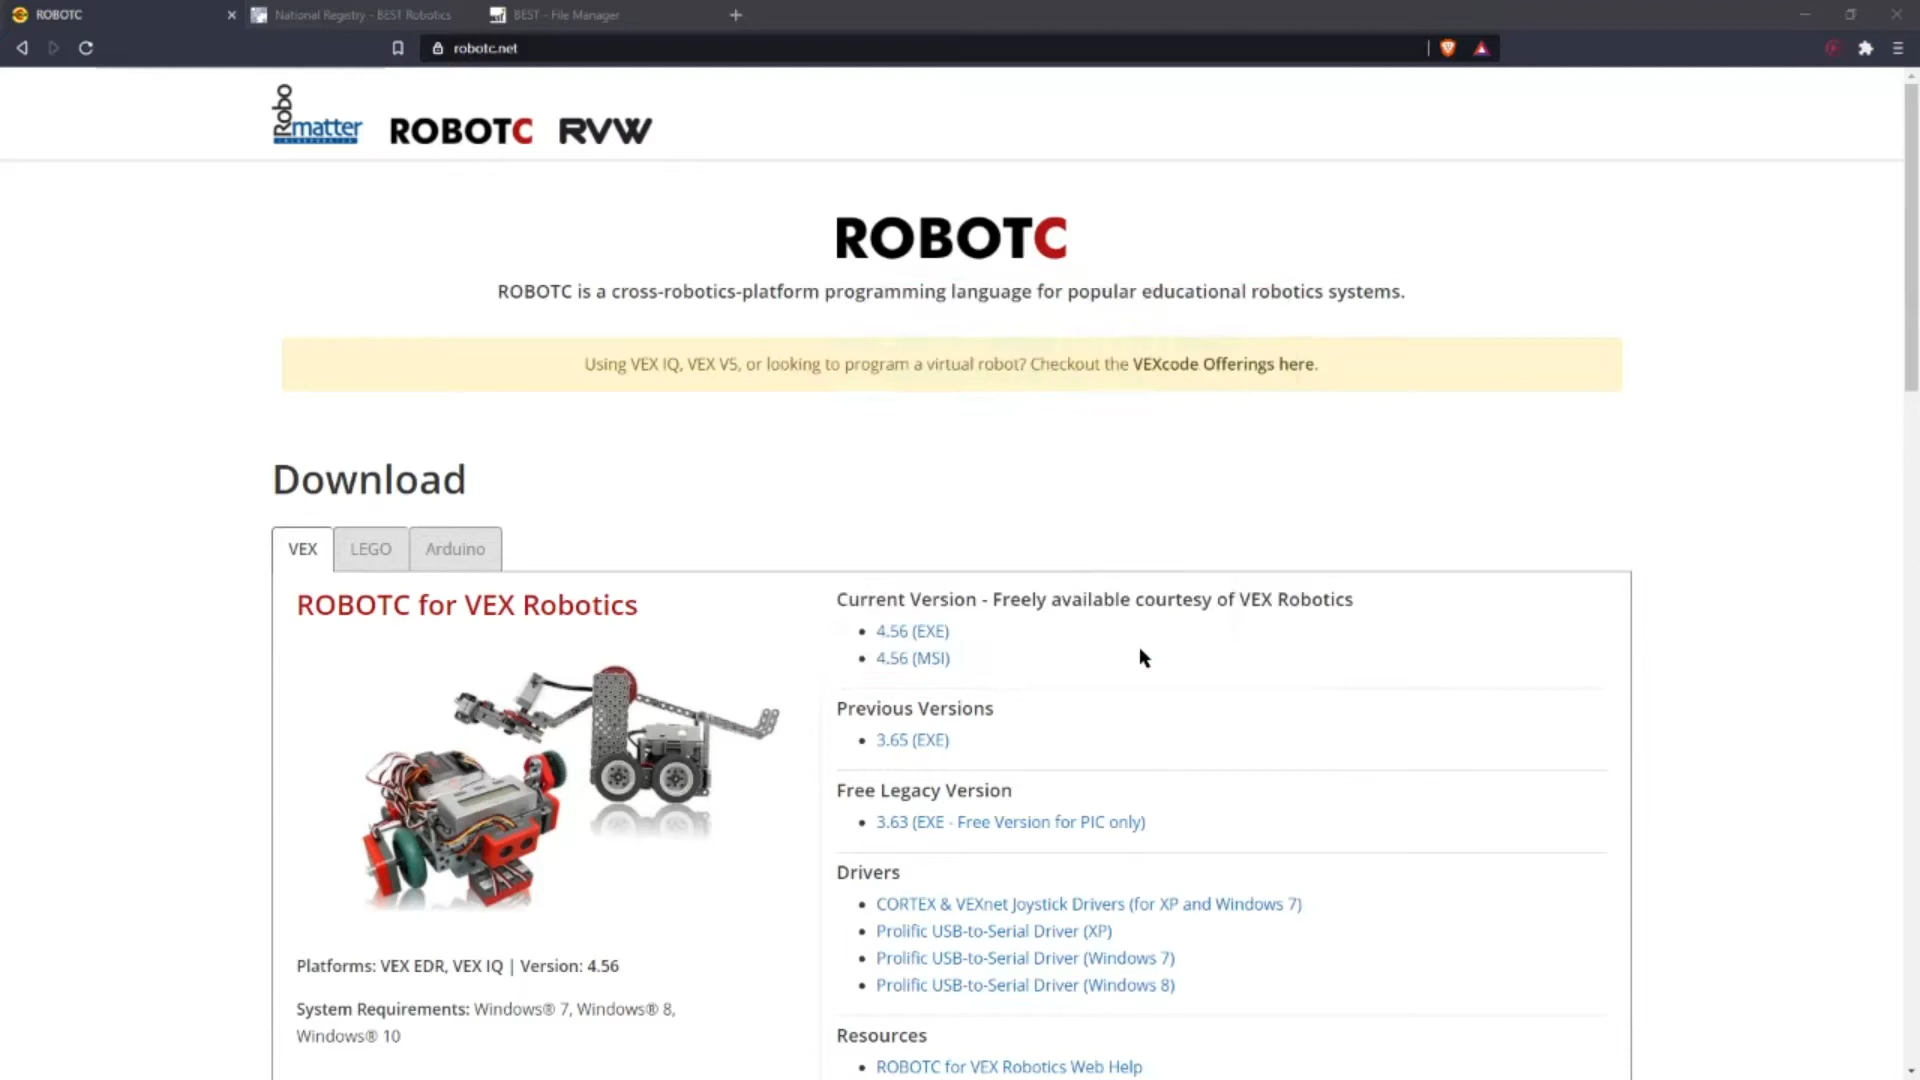 ROBOTC
National Registry - BEST Robotics
BEST - File Manager
robotc.net
Robo
matter
ROBOTC
RVW
ROBOTC
ROBOTC is a cross-robotics-platform programming language for popular educational robotics systems.
Using VEX IQ, VEX V5, or looking to program a virtual robot? Checkout the VEXcode Offerings here.
Download
VEX
LEGO
Arduino
ROBOTC for VEX Robotics
Platforms: VEX EDR, VEX IQ | Version: 4.56
System Requirements: Windows® 7, Windows® 8,
Windows® 10
Current Version - Freely available courtesy of VEX Robotics
4.56 (EXE)
4.56 (MSI)
Previous Versions
3.65 (EXE)
Free Legacy Version
3.63 (EXE - Free Version for PIC only)
Drivers
CORTEX & VEXnet Joystick Drivers (for XP and Windows 7)
Prolific USB-to-Serial Driver (XP)
Prolific USB-to-Serial Driver (Windows 7)
Prolific USB-to-Serial Driver (Windows 8)
Resources
ROBOTC for VEX Robotics Web Help